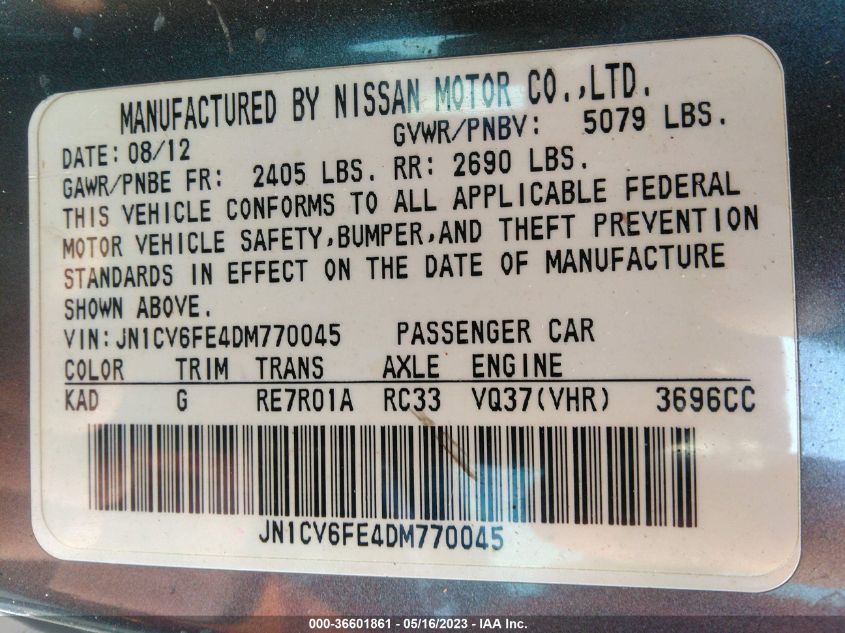 MANUFACTURED BY NISSAN MOTOR CO.,LTD.
DATE: 08/12 GVWR/PNBV: 5079 LBS.
GAWR/PNBE FR: 2405 LBS. RR: 2690 LBS.
THIS VEHICLE CONFORMS TO ALL APPLICABLE FEDERAL
MOTOR VEHICLE SAFETY,BUMPER,AND THEFT PREVENTION
STANDARDS IN EFFECT ON THE DATE OF MANUFACTURE
SHOWN ABOVE.
VIN:JN1CV6FE4DM770045 PASSENGER CAR
COLOR TRIM TRANS AXLE ENGINE
KAD G RE7R01A RC33 VQ37(VHR) 3696CC
JN1CV6FE4DM770045
000-36601861 - 05/16/2023 - IAA Inc.